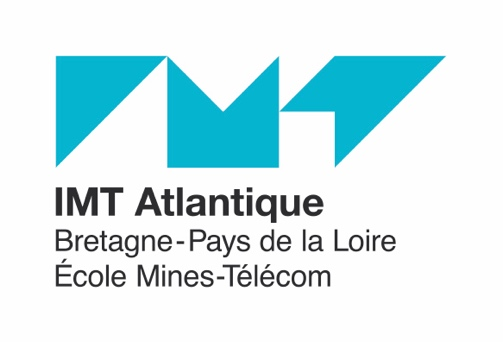 IMT Atlantique
Bretagne-Pays de la Loire
École Mines-Télécom